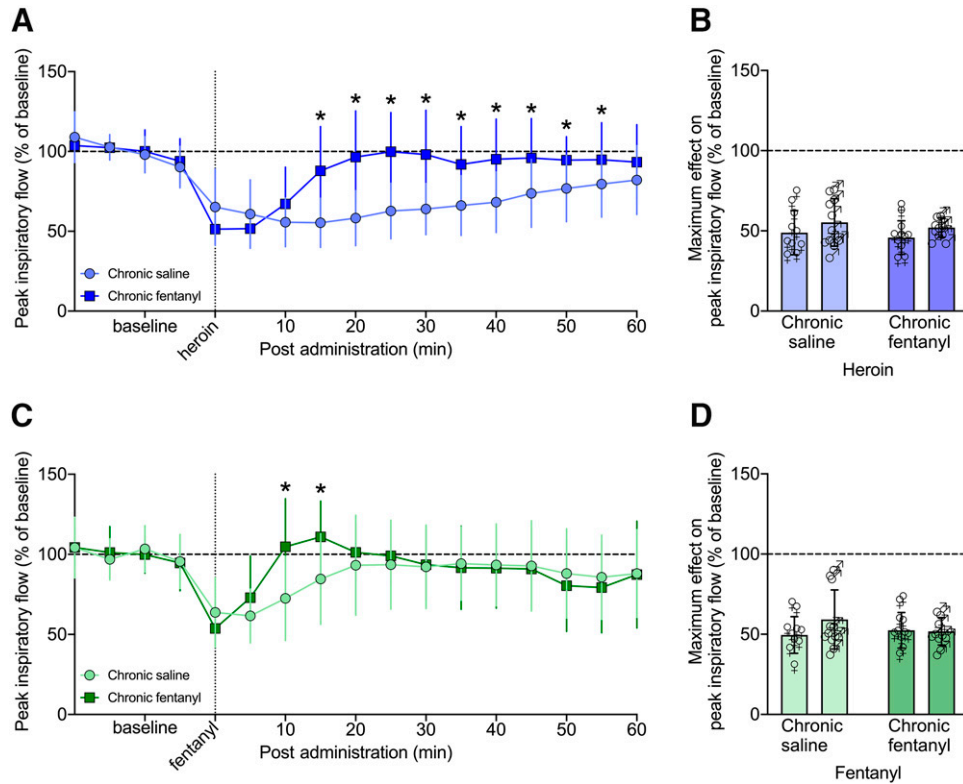 A
Peak inspiratory flow (% of baseline)
150
100
50
0
* * * * * * * * *
Chronic saline
Chronic fentanyl
baseline
heroin
10 20 30 40 50 60
Post administration (min)
B
Maximum effect on
peak inspiratory flow (% of baseline)
150
100
50
0
Chronic saline
Chronic fentanyl
Heroin
C
Peak inspiratory flow (% of baseline)
150
100
50
0
* *
Chronic saline
Chronic fentanyl
baseline
fentanyl
10 20 30 40 50 60
Post administration (min)
D
Maximum effect on
peak inspiratory flow (% of baseline)
150
100
50
0
Chronic saline
Chronic fentanyl
Fentanyl